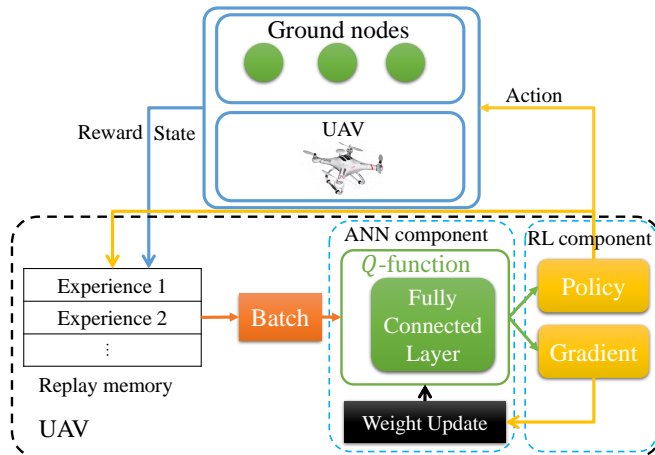 Ground nodes
Action
Reward
State
UAV
ANN component
RL component
Q-function
Experience 1
Experience 2
⋮
Batch
Fully
Connected
Layer
Policy
Gradient
Replay memory
Weight Update
UAV